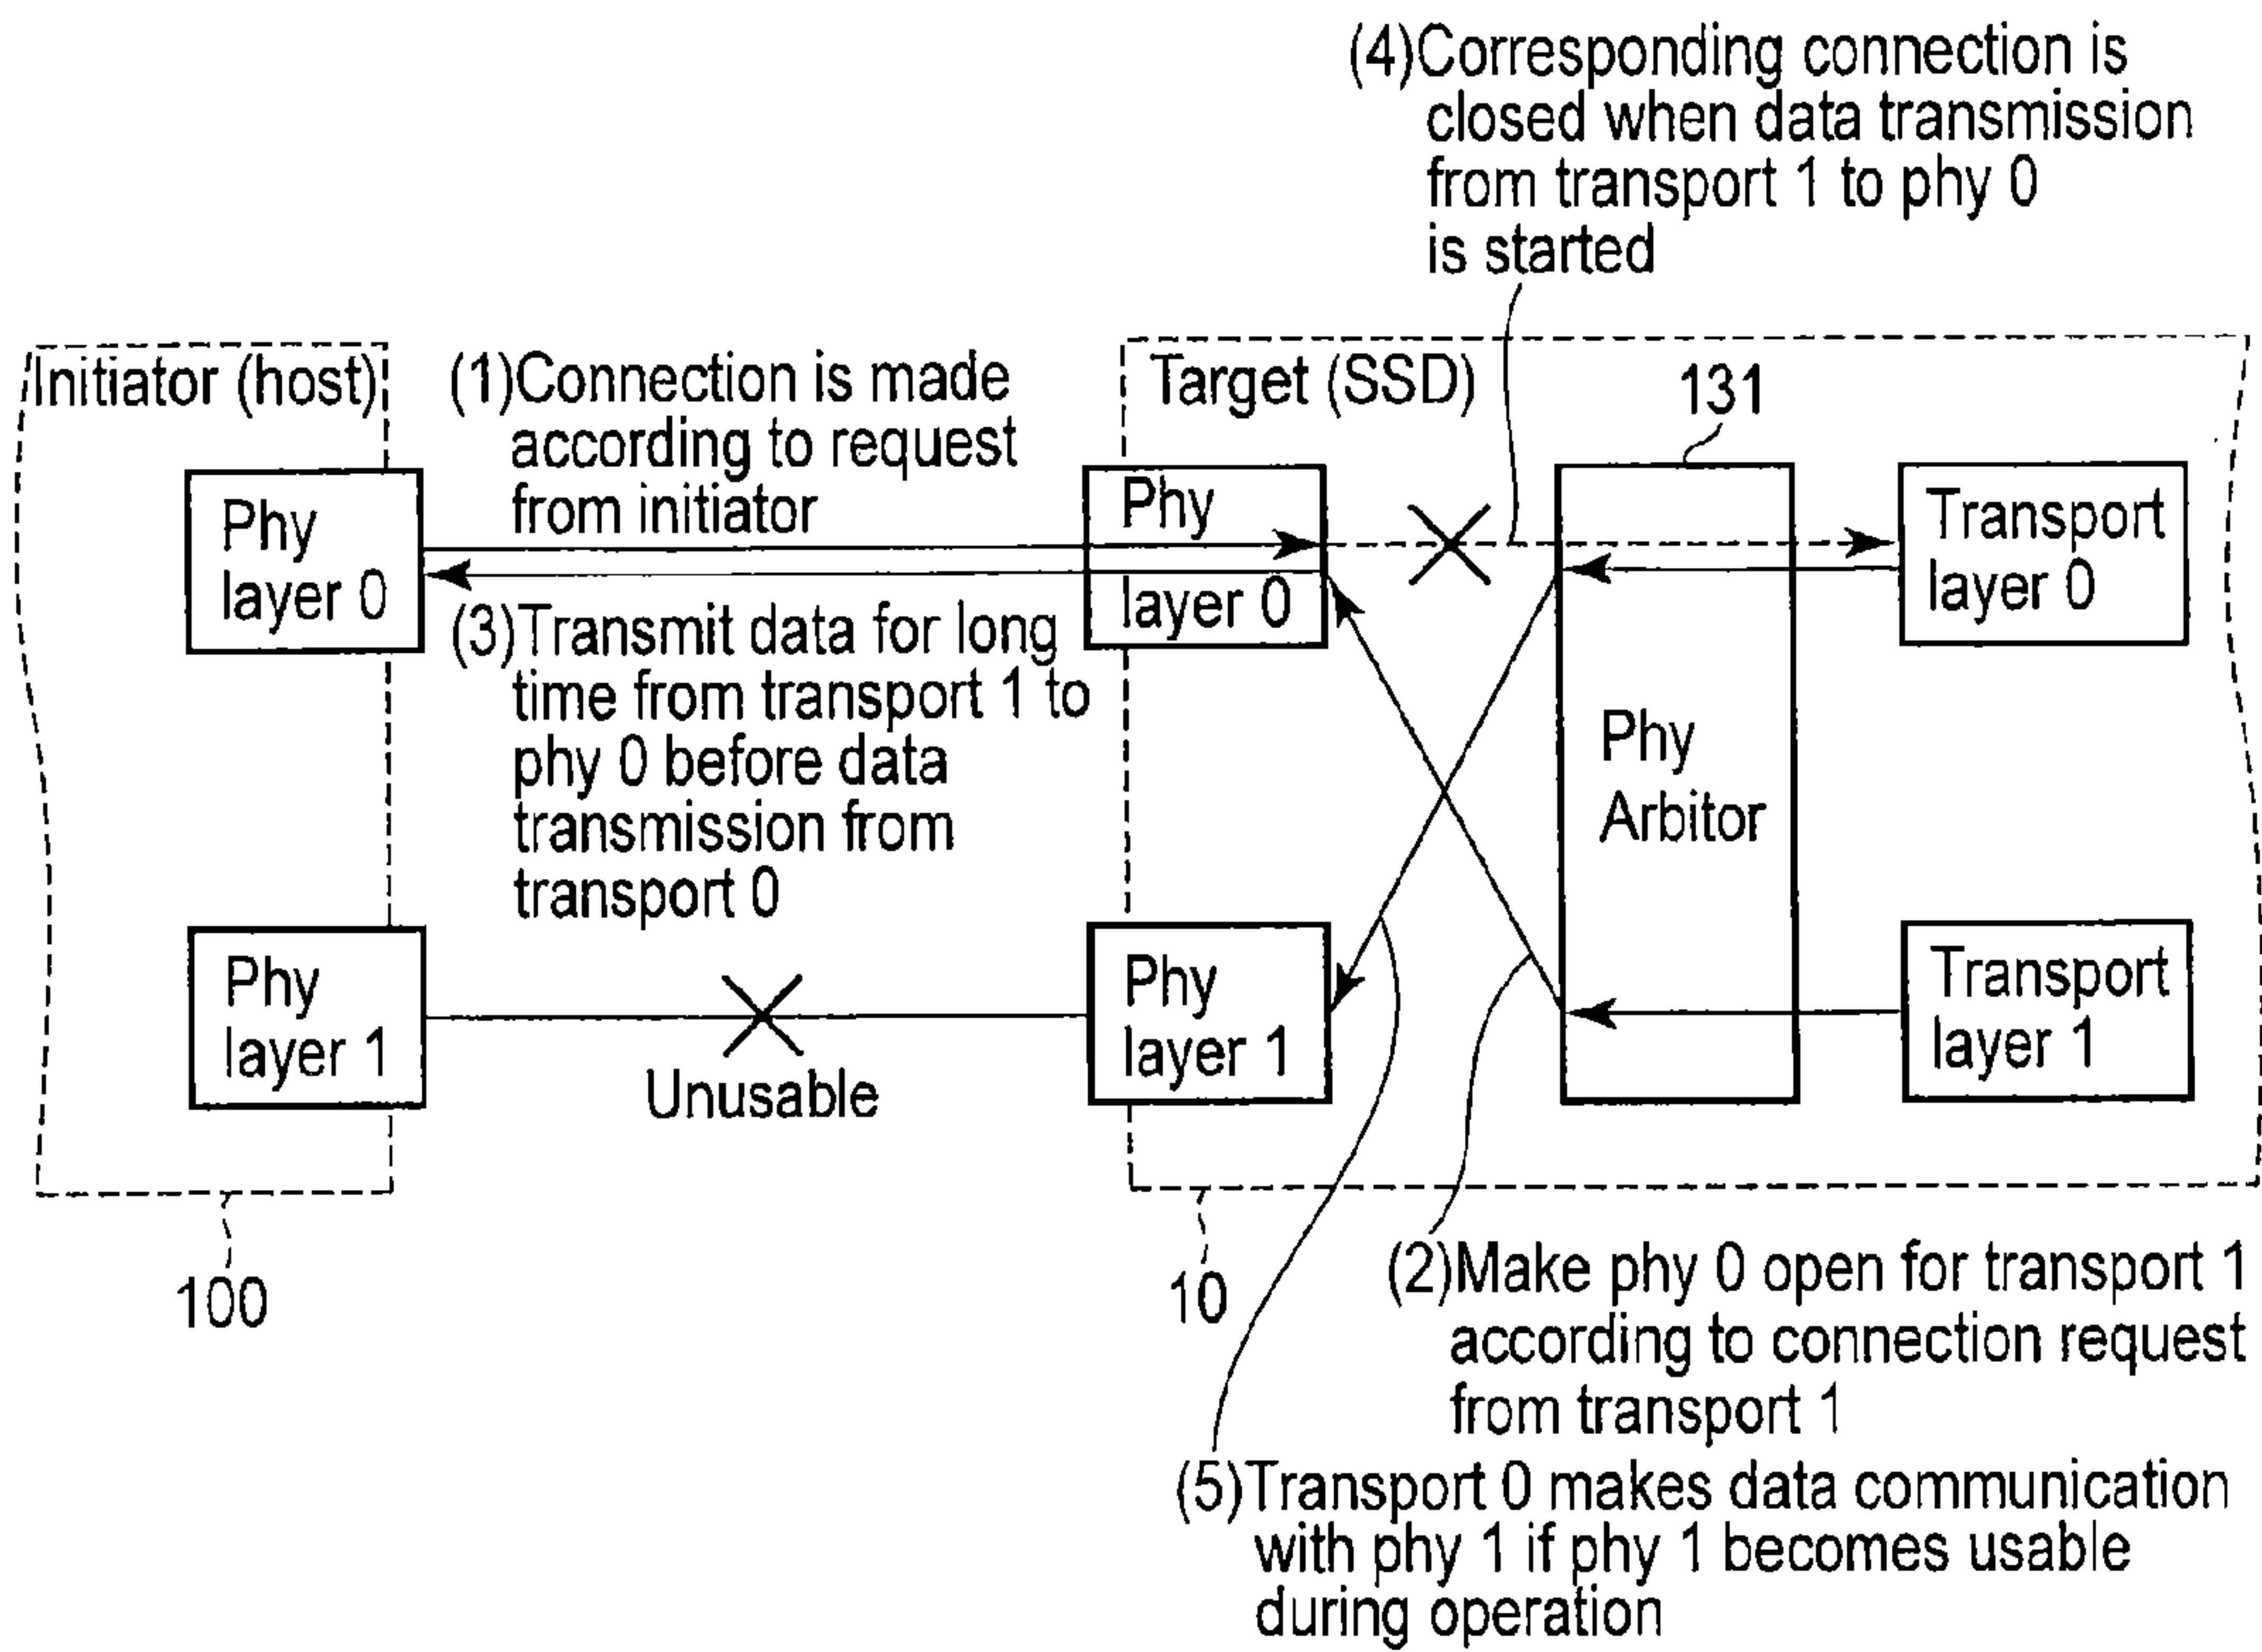 (4)Corresponding connection is
closed when data transmission
from transport 1 to phy 0
is started
Initiator (host)
(1)Connection is made
according to request
from initiator
Target (SSD)
131
Phy
layer 0
Phy
layer 0
Transport
layer 0
(3)Transmit data for long
time from transport 1 to
phy 0 before data
transmission from
transport 0
Phy
Arbitor
Phy
layer 1
Unusable
Phy
layer 1
Transport
layer 1
100
10
(2)Make phy 0 open for transport 1
according to connection request
from transport 1
(5)Transport 0 makes data communication
with phy 1 if phy 1 becomes usable
during operation